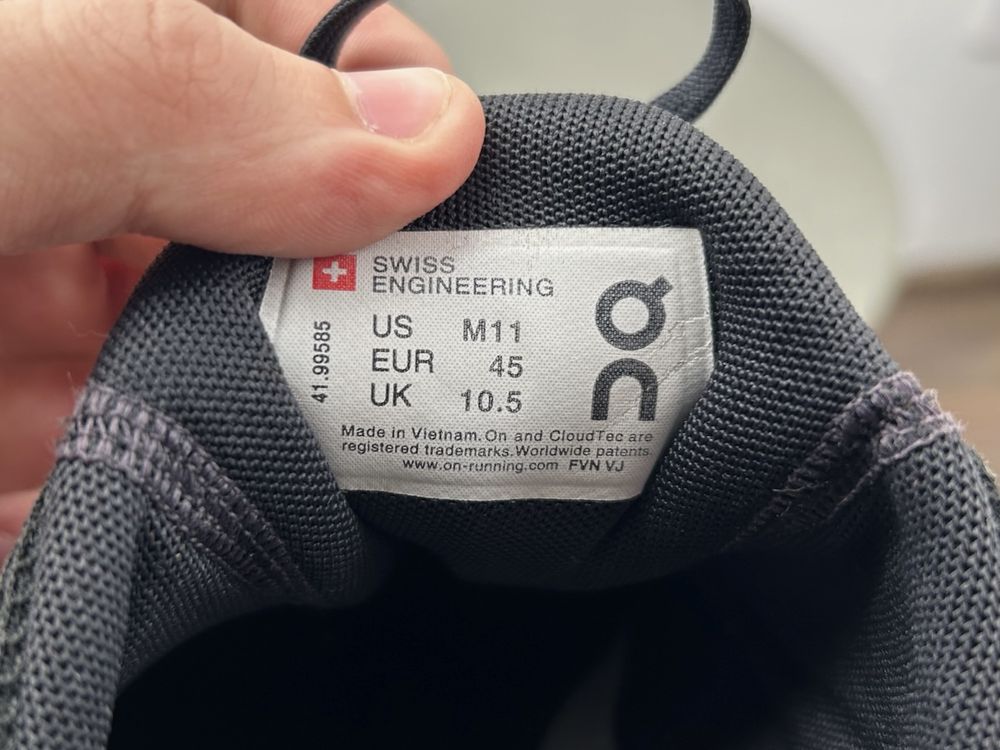 SWISS
ENGINEERING
US M11
EUR 45
UK 10.5
41.99585
On
Made in Vietnam. On and CloudTec are
registered trademarks. Worldwide patents.
www.on-running.com FVN VJ